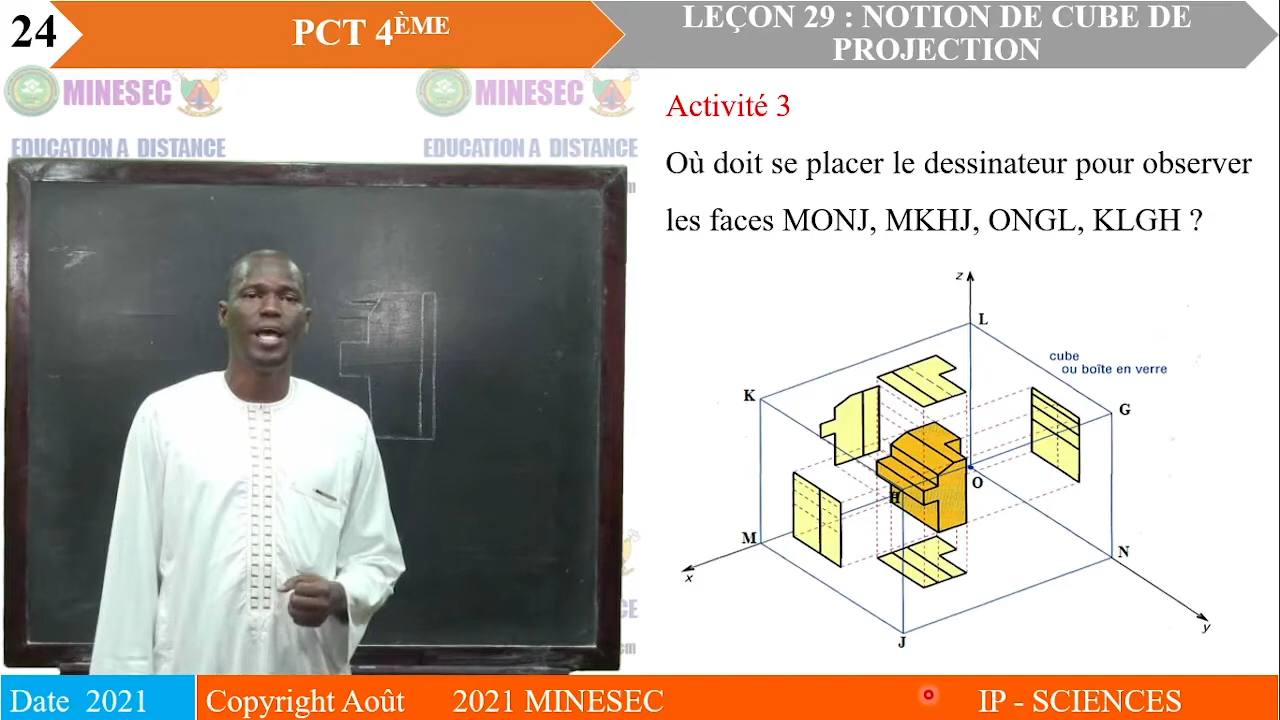 24
PCT 4ÈME
LEÇON 29 : NOTION DE CUBE DE
PROJECTION
MINESEC
MINESEC
EDUCATION A DISTANCE
EDUCATION A DISTANCE
Activité 3
Où doit se placer le dessinateur pour observer
les faces MONJ, MKHJ, ONGL, KLGH ?
z
L
cube
ou boîte en verre
K
G
O
H
M
N
x
y
J
Date 2021
Copyright Août 2021 MINESEC
IP - SCIENCES